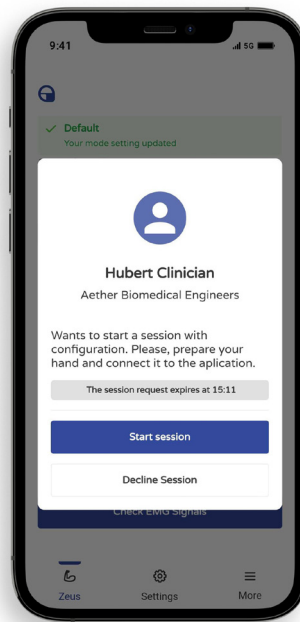 9:41
5G
Default
Your mode setting updated
Hubert Clinician
Aether Biomedical Engineers
Wants to start a session with
configuration. Please, prepare your
hand and connect it to the aplication.
The session request expires at 15:11
Start session
Decline Session
Check EMG Signals
Zeus
Settings
More